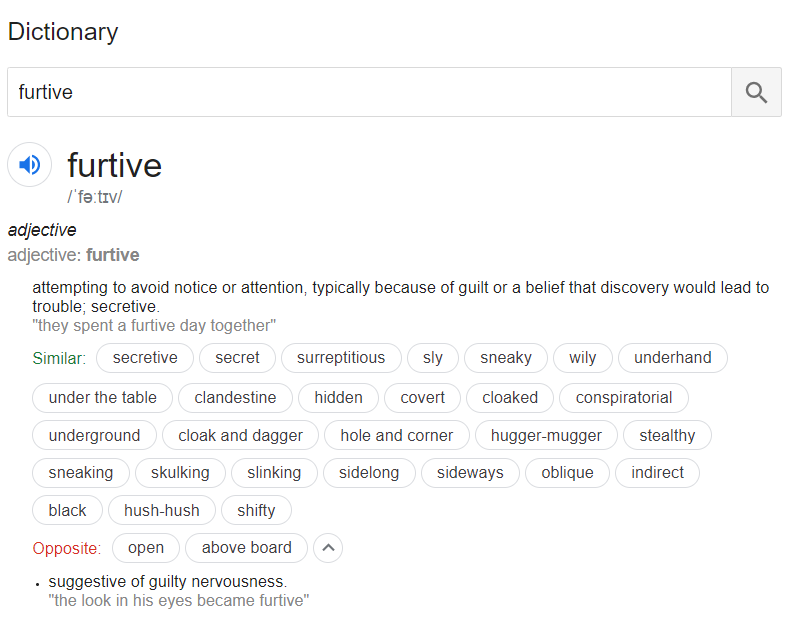 Dictionary
furtive
furtive
/ˈfəːtɪv/
adjective
adjective: furtive
attempting to avoid notice or attention, typically because of guilt or a belief that discovery would lead to
trouble; secretive.
"they spent a furtive day together"
Similar: secretive secret surreptitious sly sneaky wily underhand
under the table clandestine hidden covert cloaked conspiratorial
underground cloak and dagger hole and corner hugger-mugger stealthy
sneaking skulking slinking sidelong sideways oblique indirect
black hush-hush shifty
Opposite: open above board
• suggestive of guilty nervousness.
"the look in his eyes became furtive"